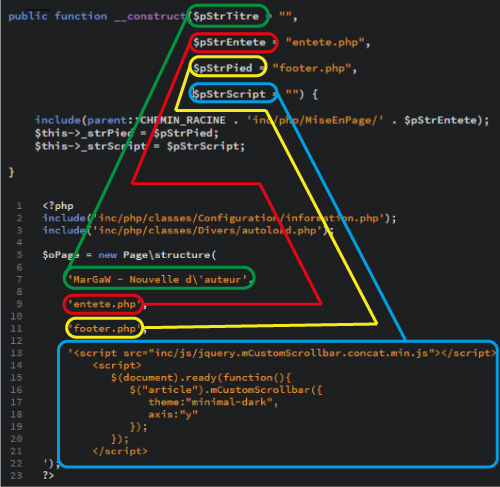 public function __construct($pStrTitre = "",
$pStrEntete = "entete.php",
$pStrPied = "footer.php",
$pStrScript = "") {
include(parent::CHEMIN_RACINE . 'inc/php/MiseEnPage/' . $pStrEntete);
$this->_strPied = $pStrPied;
$this->_strScript = $pStrScript;
}
1 <?php
2 include('inc/php/classes/Configuration/information.php');
3 include('inc/php/classes/Divers/autoload.php');
4
5 $oPage = new Page\structure(
6
7 'MarGaW - Nouvelle d\'auteur',
8
9 'entete.php',
10
11 'footer.php',
12
13 '<script src="inc/js/jquery.mCustomScrollbar.concat.min.js"></script>
14 <script>
15 $(document).ready(function(){
16 $("article").mCustomScrollbar({
17 theme:"minimal-dark",
18 axis:"y"
19 });
20 });
21 </script>
22 ');
23 ?>